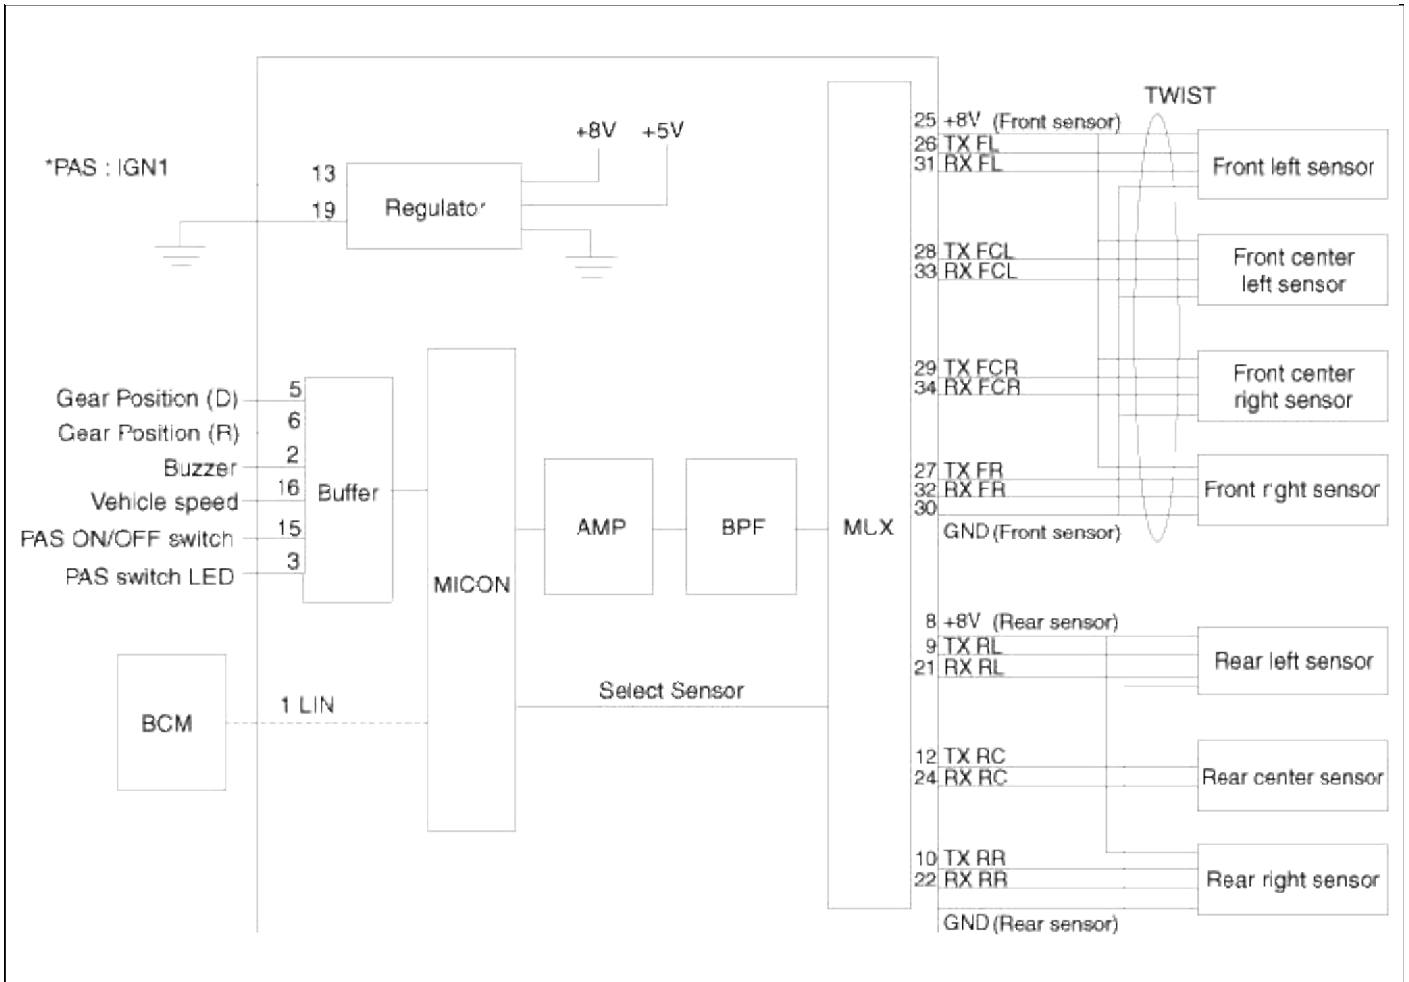 TWIST
25 +8V (Front sensor)
26 TX FL
31 RX FL
Front left sensor
+8V +5V
*PAS : IGN1
13
19
Regulator
28 TX FCL
33 RX FCL
Front center
left sensor
29 TX FCR
34 RX FCR
Front center
right sensor
27 TX FR
32 RX FR
30
GND (Front sensor)
Front right sensor
Gear Position (D) 5
Gear Position (R) 6
Buzzer 2
Vehicle speed 16
PAS ON/OFF switch 15
PAS switch LED 3
Buffer
MICON
AMP
BPF
MLX
8 +8V (Rear sensor)
9 TX RL
21 RX RL
Rear left sensor
Select Sensor
BCM
1 LIN
12 TX RC
24 RX RC
Rear center sensor
10 TX RR
22 RX RR
Rear right sensor
GND (Rear sensor)